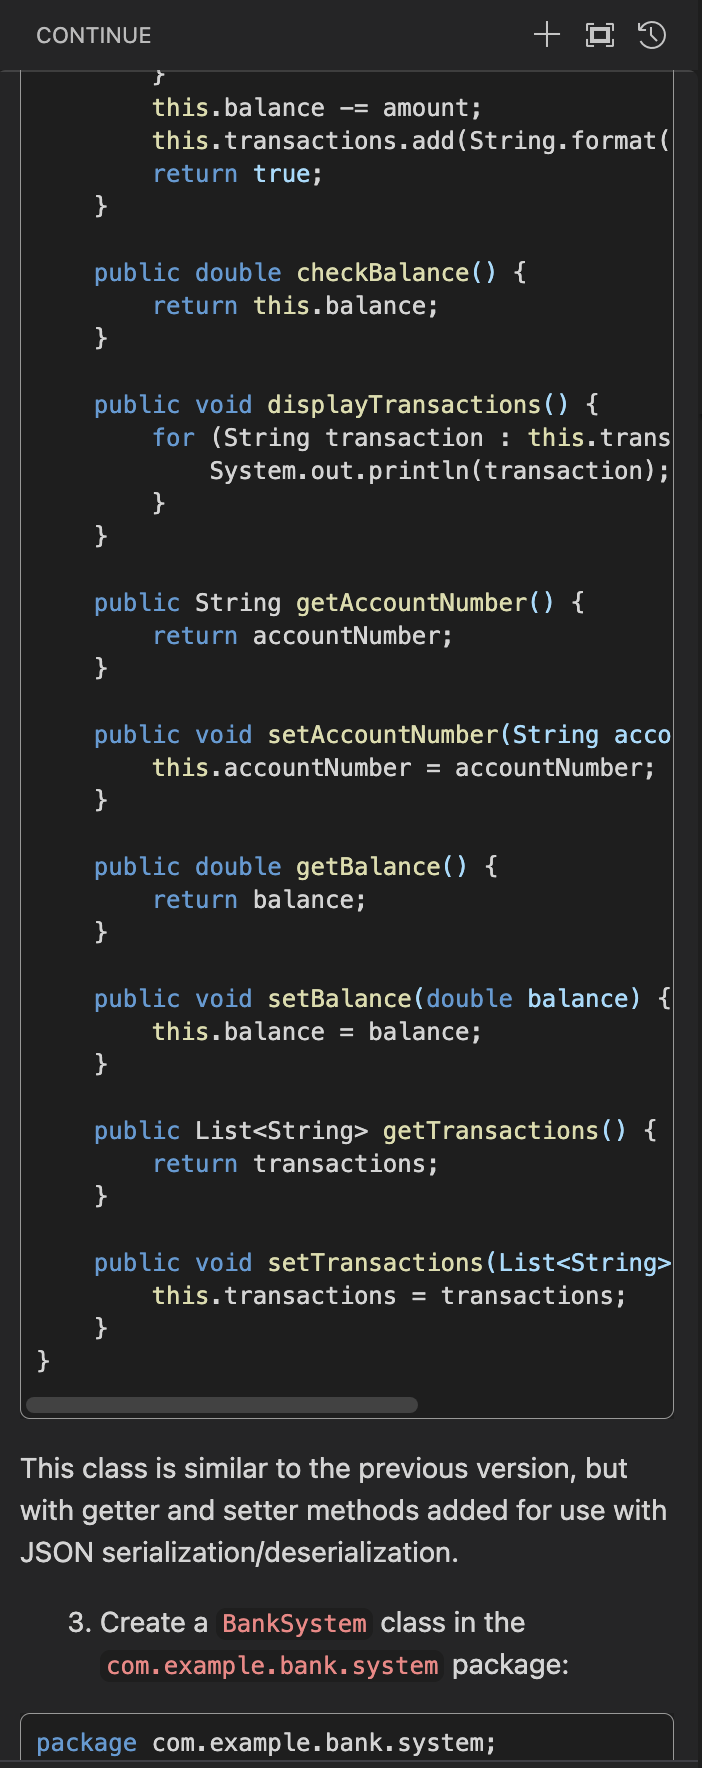 CONTINUE
}
this.balance -= amount;
this.transactions.add(String.format(
return true;
}
public double checkBalance() {
return this.balance;
}
public void displayTransactions() {
for (String transaction : this.trans
System.out.println(transaction);
}
}
public String getAccountNumber() {
return accountNumber;
}
public void setAccountNumber(String acco
this.accountNumber = accountNumber;
}
public double getBalance() {
return balance;
}
public void setBalance(double balance) {
this.balance = balance;
}
public List<String> getTransactions() {
return transactions;
}
public void setTransactions(List<String>
this.transactions = transactions;
}
}
This class is similar to the previous version, but
with getter and setter methods added for use with
JSON serialization/deserialization.
3. Create a BankSystem class in the
com.example.bank.system package:
package com.example.bank.system;